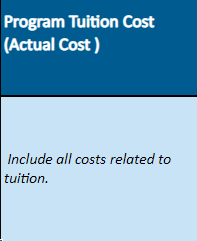 Program Tuition Cost
(Actual Cost )
Include all costs related to
tuition.